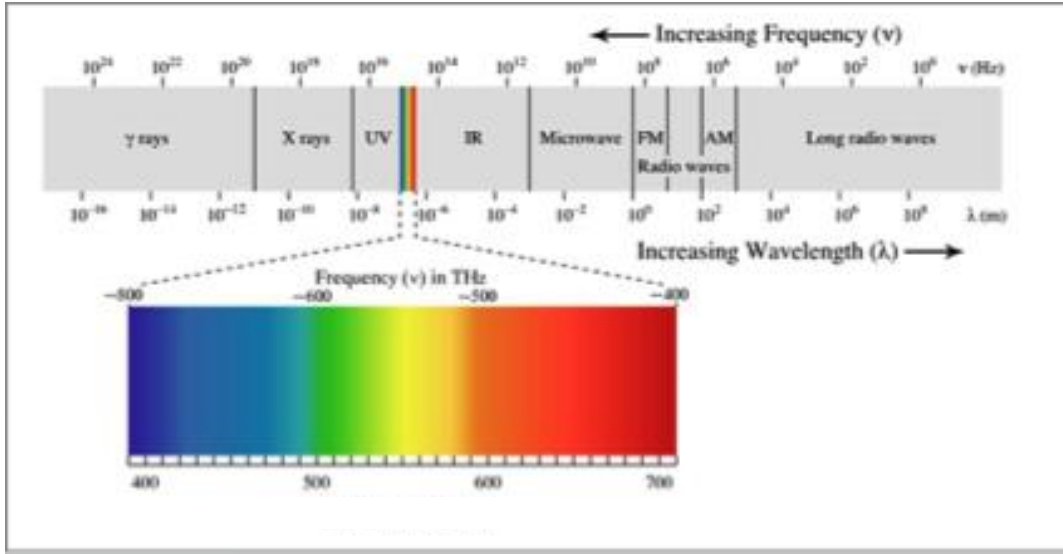 Increasing Frequency (ν)
10²⁴ 10²² 10²⁰ 10¹⁸ 10¹⁶ 10¹⁴ 10¹² 10¹⁰ 10⁸ 10⁶ 10⁴ 10² 10⁰ ν (Hz)
γ rays X rays UV IR Microwave FM AM Long radio waves
Radio waves
10⁻¹⁶ 10⁻¹⁴ 10⁻¹² 10⁻¹⁰ 10⁻⁸ 10⁻⁶ 10⁻⁴ 10⁻² 10⁰ 10² 10⁴ 10⁶ 10⁸ λ (m)
Increasing Wavelength (λ)
Frequency (ν) in THz
~800 ~600 ~500 ~400
400 500 600 700